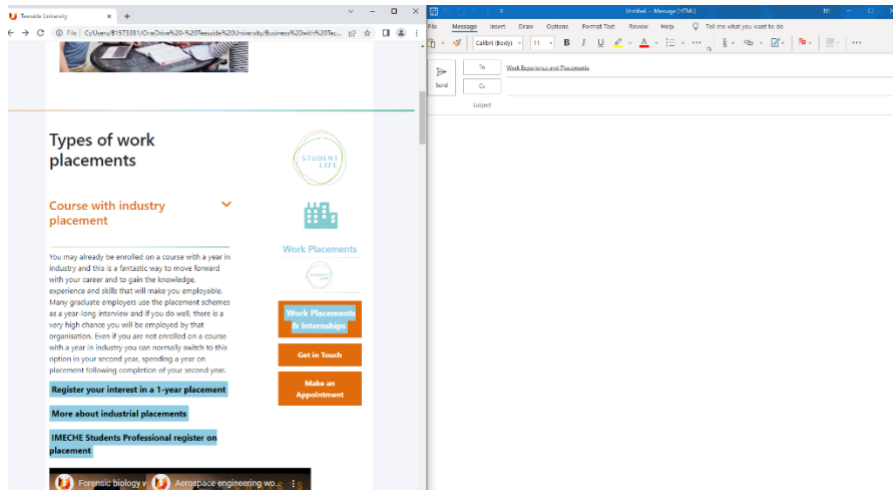 Teesside University
File
Message
Insert
Draw
Options
Format Text
Review
Help
Tell me what you want to do
Untitled - Message (HTML)
Calibri (Body)
11
B
I
U
A
Send
To
Work Experience and Placements
Cc
Subject
Types of work
placements
Course with industry
placement
You may already be enrolled on a course with a year in
industry and this is a fantastic way to move forward
with your career and to gain the knowledge,
experience and skills that will make you employable.
Many graduate employers use the placement schemes
as a year-long interview and if you do well, there is a
very high chance you will be employed by that
organisation. Even if you are not enrolled on a course
with a year in industry you can normally switch to this
option in your second year, spending a year on
placement following completion of your second year.
Register your interest in a 1-year placement
More about industrial placements
IMECHE Students Professional register on
placement
Forensic biology
Aerospace engineering wo...
STUDENT
LIFE
Work Placements
STUDENT
LIFE
Work Placements
& Internships
Get in Touch
Make an
Appointment